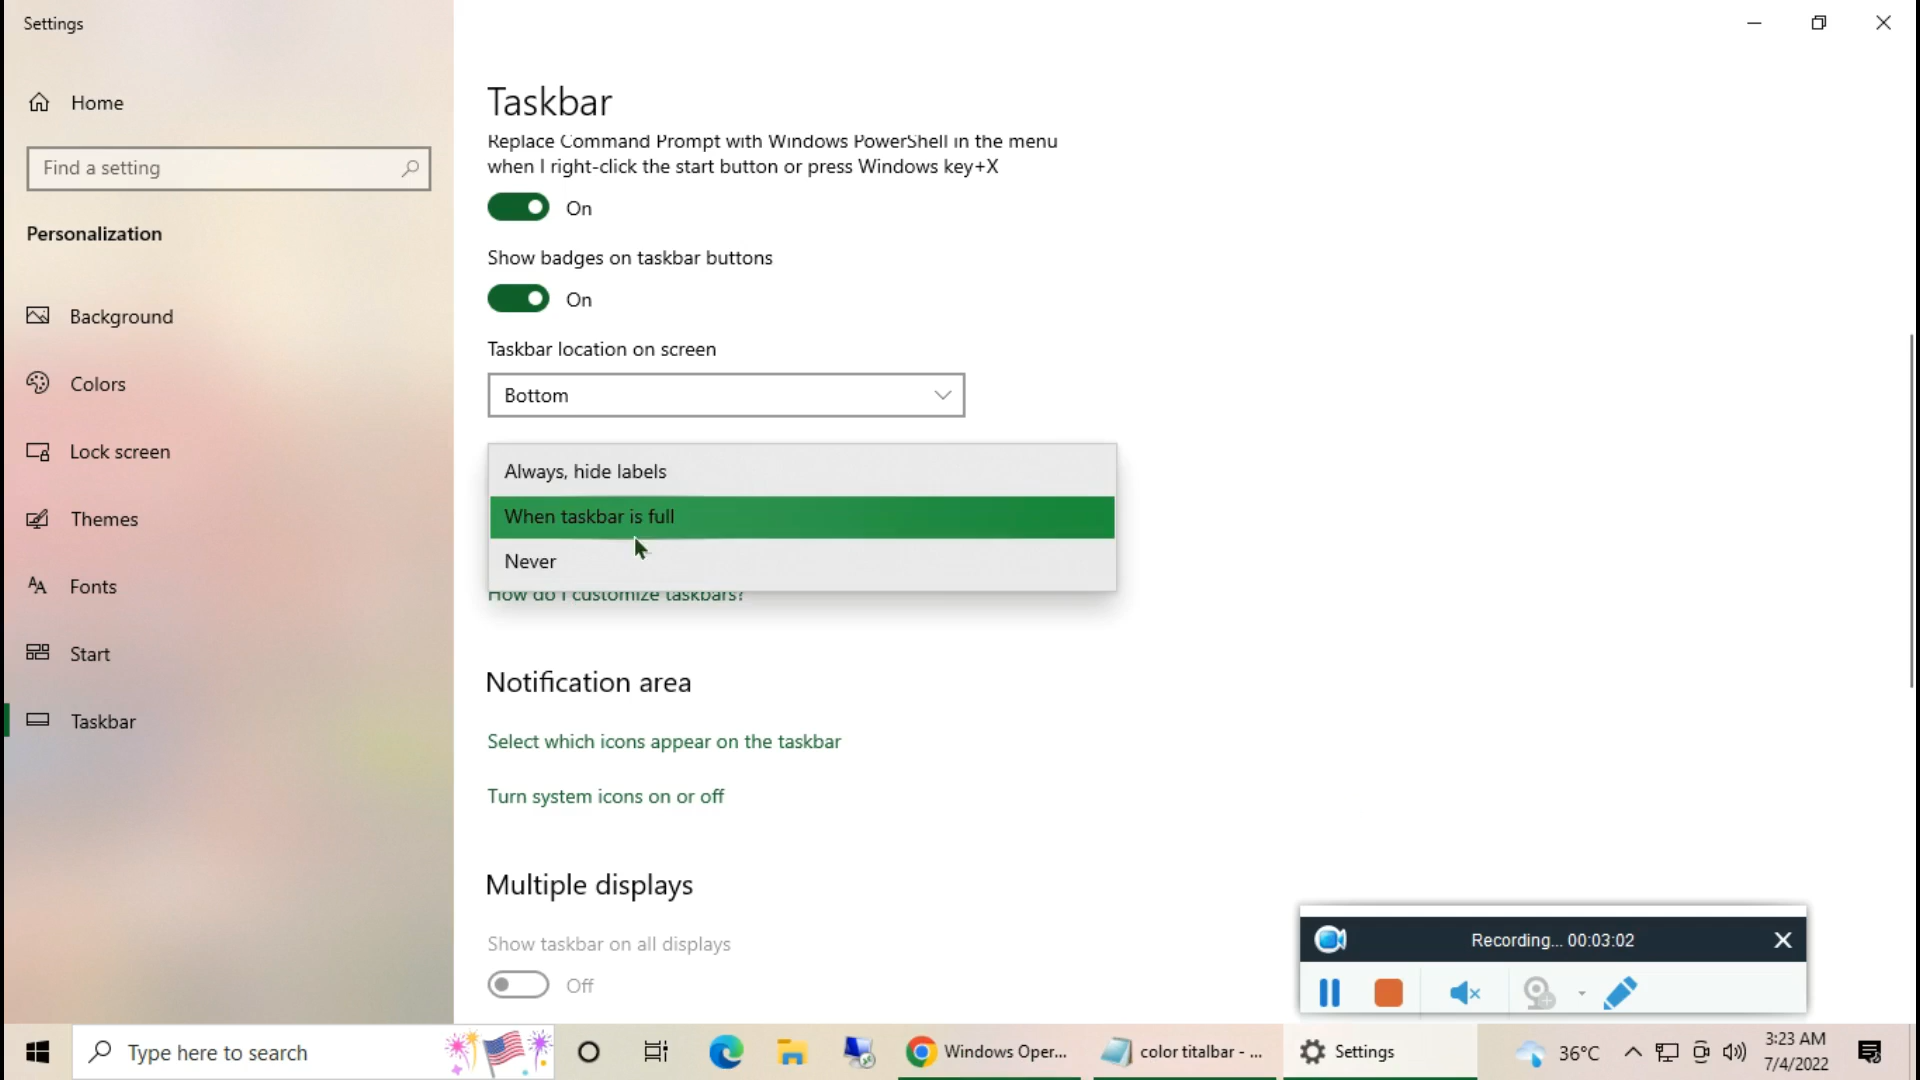 Settings
Home
Find a setting
Personalization
Background
Colors
Lock screen
Themes
Fonts
Start
Taskbar
Taskbar
Replace Command Prompt with Windows PowerShell in the menu
when I right-click the start button or press Windows key+X
On
Show badges on taskbar buttons
On
Taskbar location on screen
Bottom
Always, hide labels
When taskbar is full
Never
How do I customize taskbars?
Notification area
Select which icons appear on the taskbar
Turn system icons on or off
Multiple displays
Show taskbar on all displays
Off
Recording... 00:03:02
Type here to search
Windows Oper...
color titalbar - ...
Settings
36°C
3:23 AM
7/4/2022